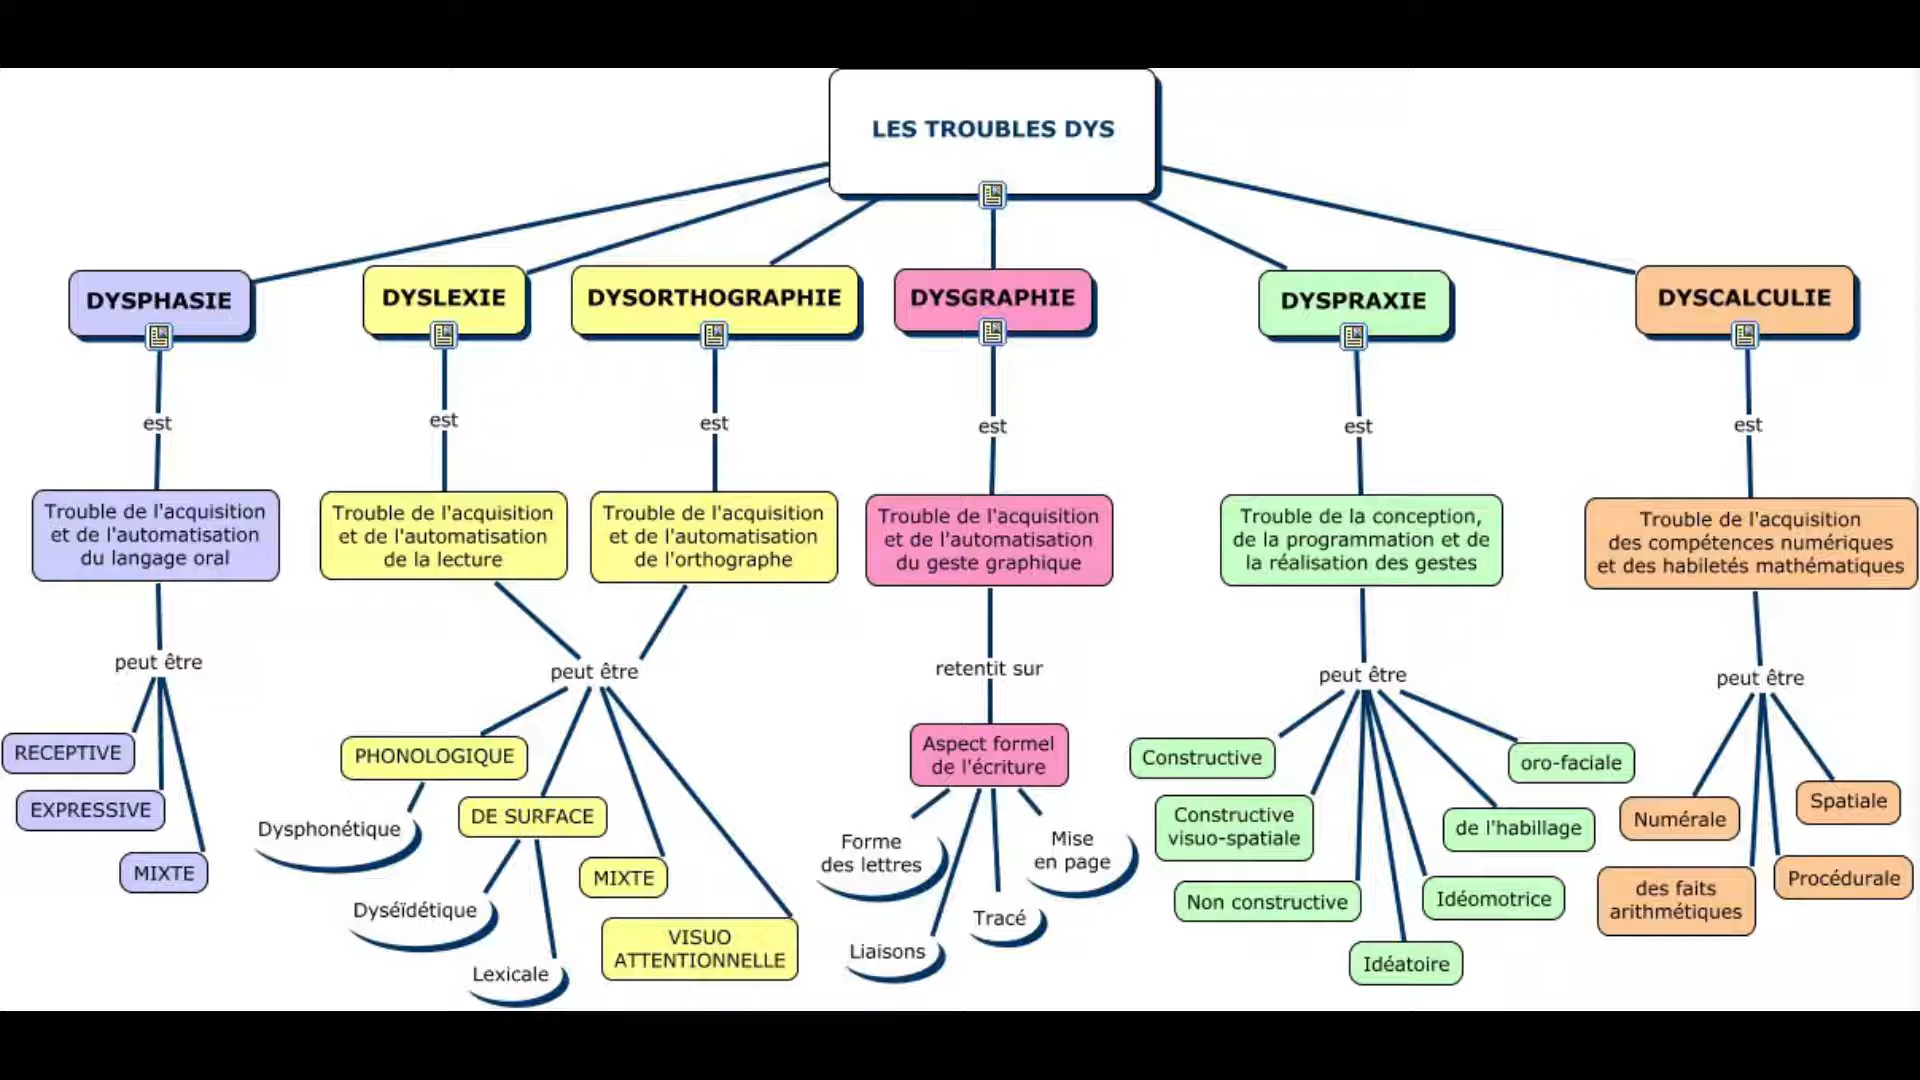 LES TROUBLES DYS
DYSPHASIE
DYSLEXIE
DYSORTHOGRAPHIE
DYSGRAPHIE
DYSPRAXIE
DYSCALCULIE
est
est
est
est
est
est
Trouble de l'acquisition
et de l'automatisation
du langage oral
Trouble de l'acquisition
et de l'automatisation
de la lecture
Trouble de l'acquisition
et de l'automatisation
de l'orthographe
Trouble de l'acquisition
et de l'automatisation
du geste graphique
Trouble de la conception,
de la programmation et de
la réalisation des gestes
Trouble de l'acquisition
des compétences numériques
et des habiletés mathématiques
peut être
peut être
retentit sur
peut être
peut être
RECEPTIVE
EXPRESSIVE
MIXTE
PHONOLOGIQUE
Dysphonétique
DE SURFACE
Dyséïdétique
Lexicale
MIXTE
VISUO
ATTENTIONNELLE
Aspect formel
de l'écriture
Forme
des lettres
Liaisons
Tracé
Mise
en page
Constructive
Constructive
visuo-spatiale
Non constructive
Idéatoire
Idéomotrice
de l'habillage
oro-faciale
Numérale
des faits
arithmétiques
Procédurale
Spatiale